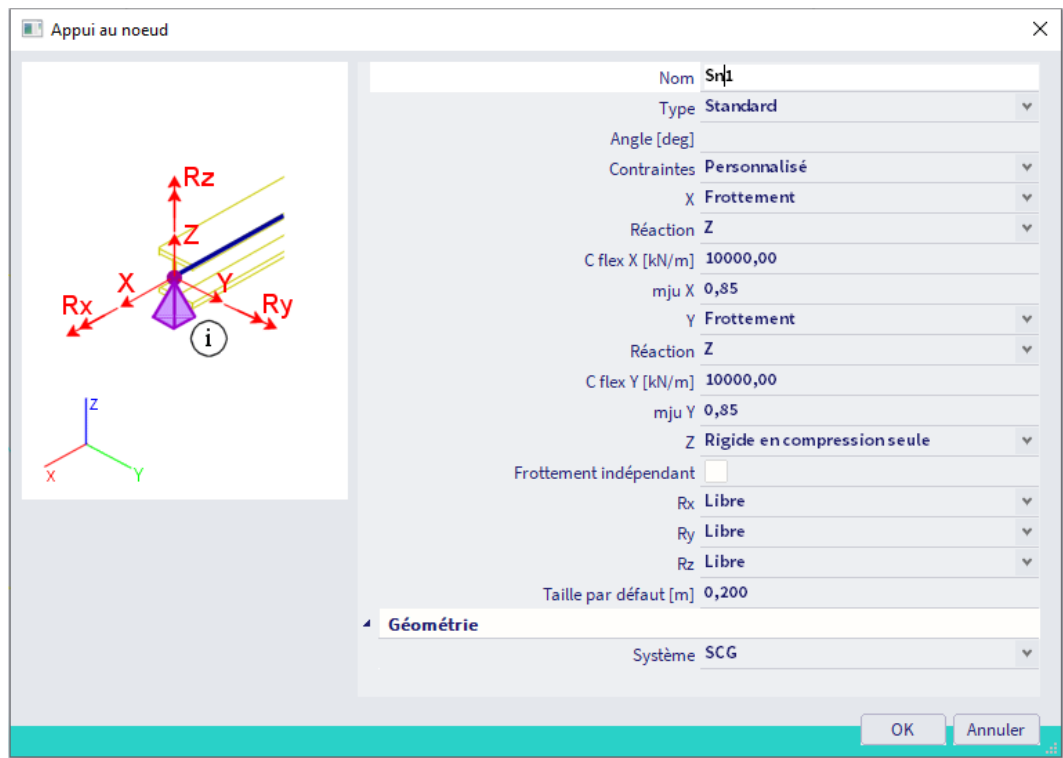 Appui au noeud
Nom Sn1
Type Standard
Angle [deg]
Contraintes Personnalisé
X Frottement
Réaction Z
C flex X [kN/m] 10000,00
mju X 0,85
Y Frottement
Réaction Z
C flex Y [kN/m] 10000,00
mju Y 0,85
Z Rigide en compression seule
Frottement indépendant
Rx Libre
Ry Libre
Rz Libre
Taille par défaut [m] 0,200
Géométrie
Système SCG
OK Annuler
Rz
Z
X Y
Rx Ry
i
Z
X Y